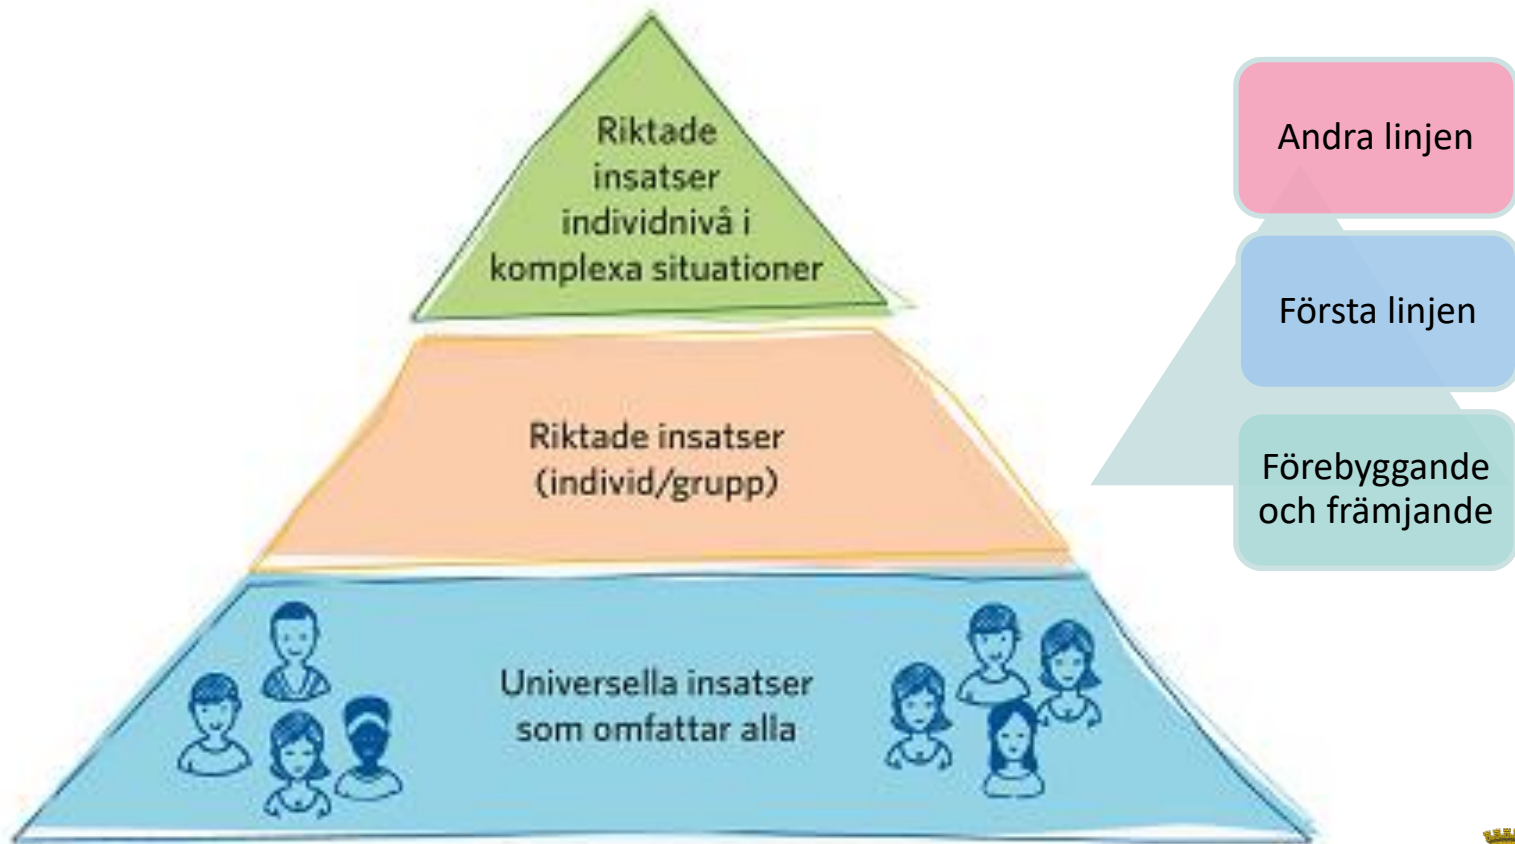 Riktade
insatser
individnivå i
komplexa situationer
Riktade insatser
(individ/grupp)
Universella insatser
som omfattar alla
Andra linjen
Första linjen
Förebyggande
och främjande